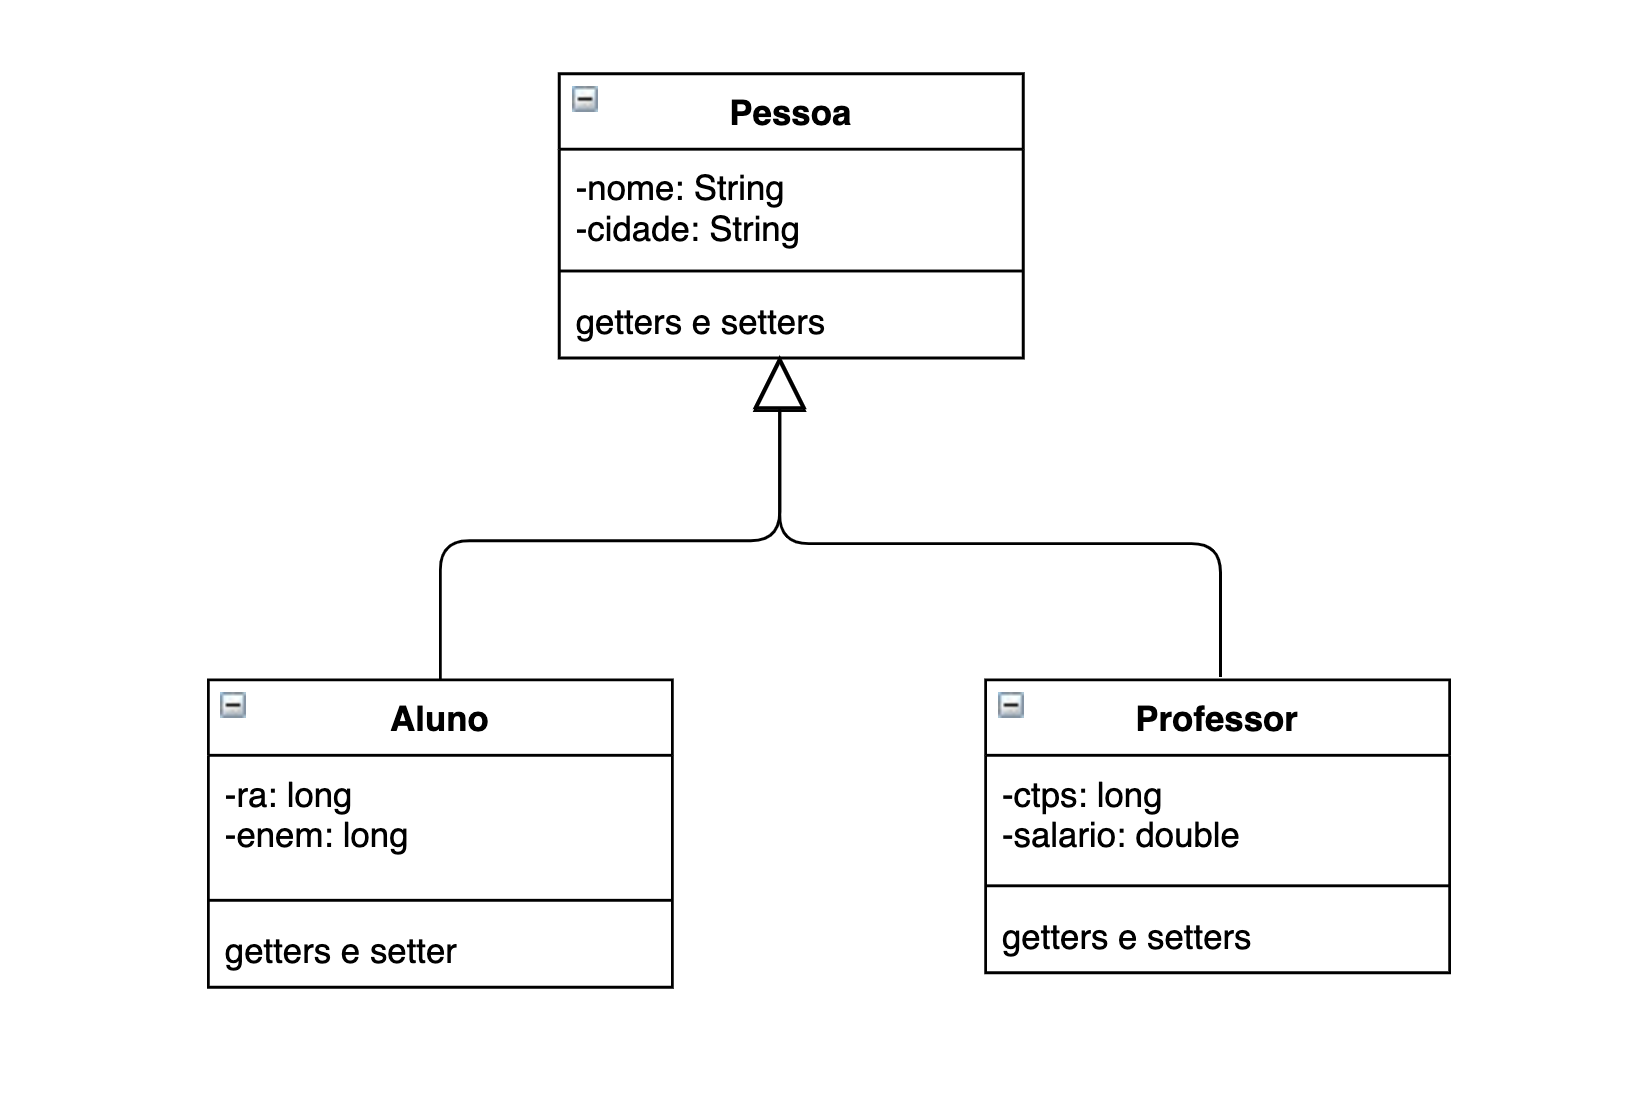 Pessoa
-nome: String
-cidade: String
getters e setters
Aluno
-ra: long
-enem: long
getters e setter
Professor
-ctps: long
-salario: double
getters e setters